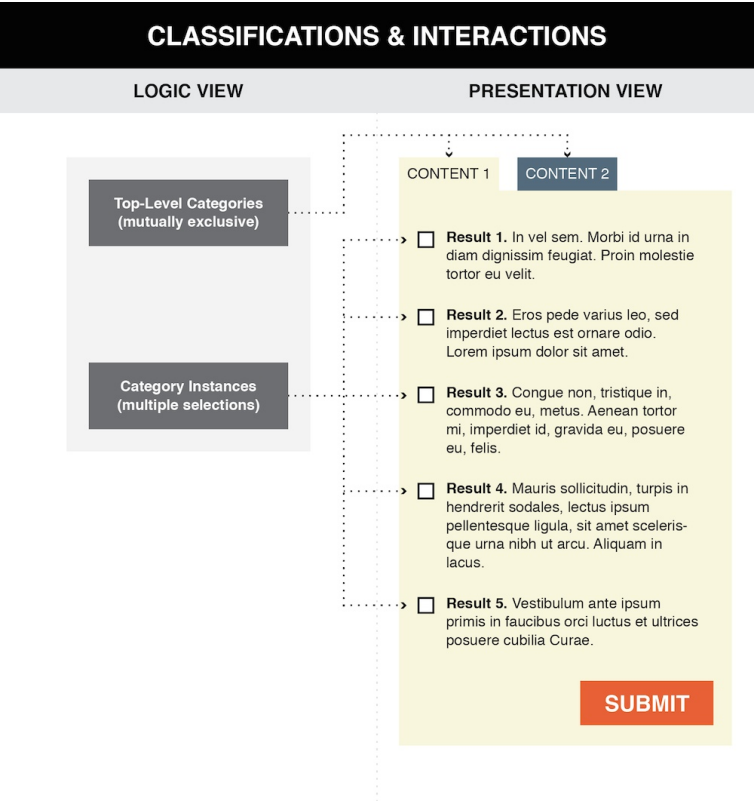 CLASSIFICATIONS & INTERACTIONS
LOGIC VIEW
PRESENTATION VIEW
Top-Level Categories
(mutually exclusive)
Category Instances
(multiple selections)
CONTENT 1
CONTENT 2
Result 1. In vel sem. Morbi id urna in
diam dignissim feugiat. Proin molestie
tortor eu velit.
Result 2. Eros pede varius leo, sed
imperdiet lectus est ornare odio.
Lorem ipsum dolor sit amet.
Result 3. Congue non, tristique in,
commodo eu, metus. Aenean tortor
mi, imperdiet id, gravida eu, posuere
eu, felis.
Result 4. Mauris sollicitudin, turpis in
hendrerit sodales, lectus ipsum
pellentesque ligula, sit amet sceleris-
que urna nibh ut arcu. Aliquam in
lacus.
Result 5. Vestibulum ante ipsum
primis in faucibus orci luctus et ultrices
posuere cubilia Curae.
SUBMIT